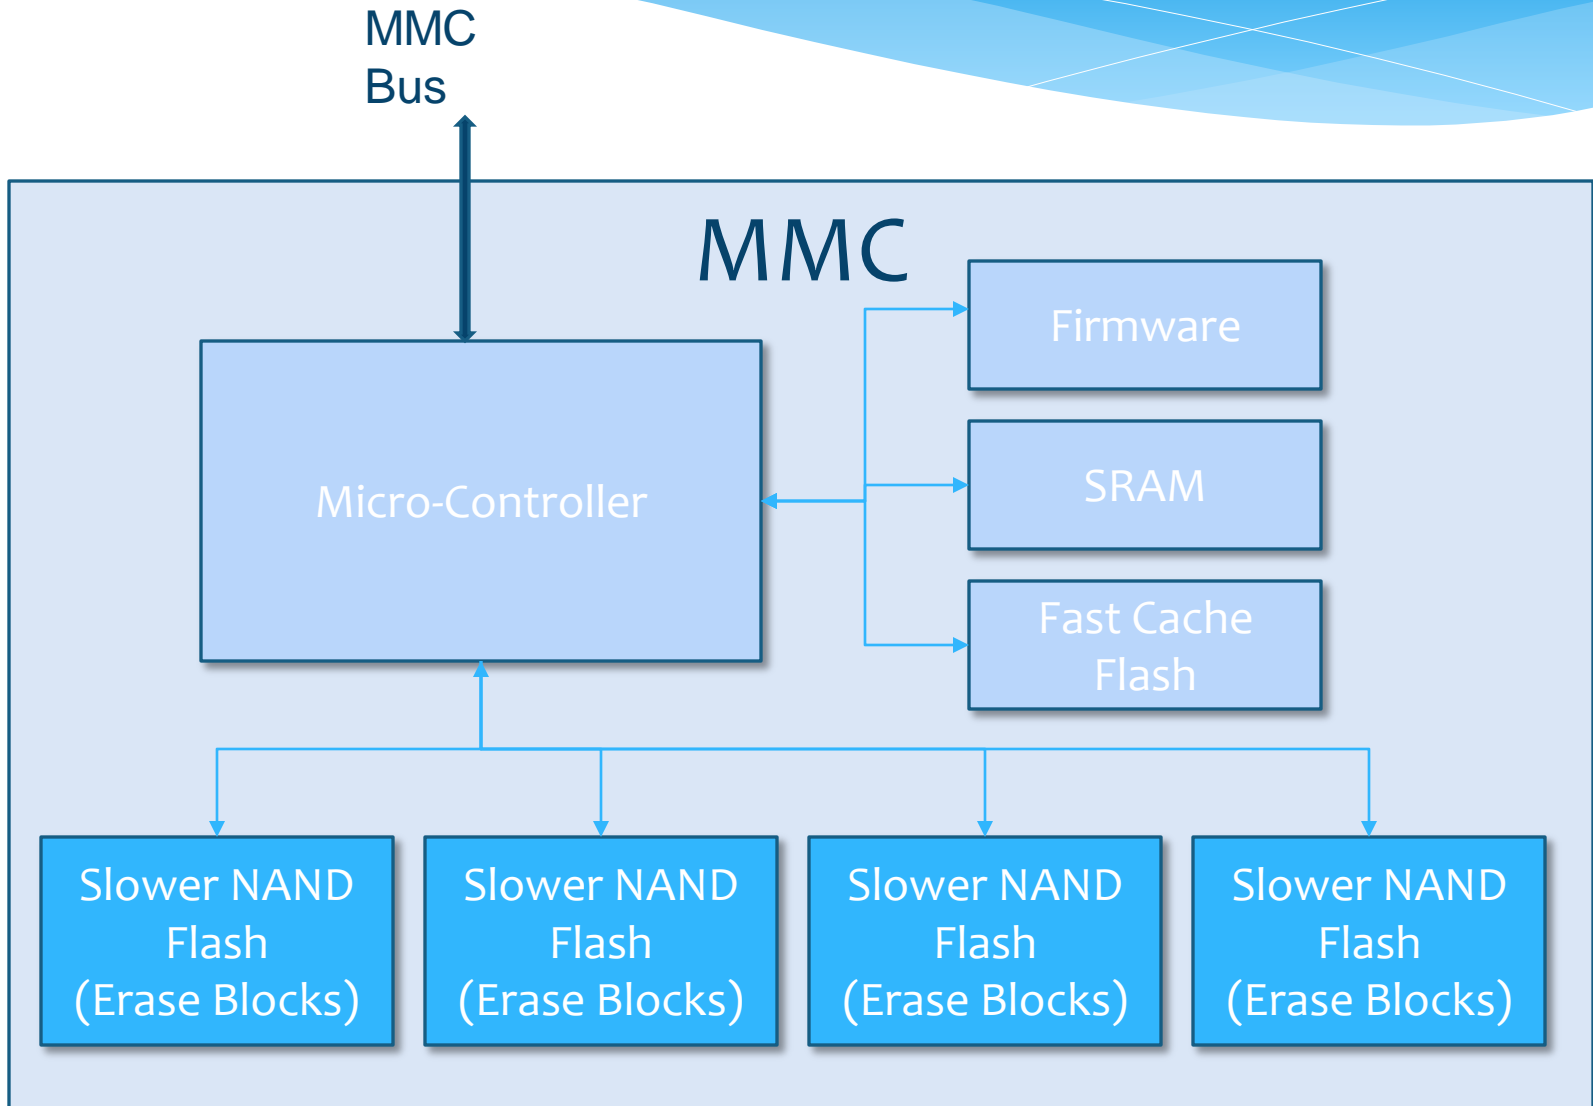 MMC
Bus
MMC
Firmware
Micro-Controller
SRAM
Fast Cache
Flash
Slower NAND
Flash
(Erase Blocks)
Slower NAND
Flash
(Erase Blocks)
Slower NAND
Flash
(Erase Blocks)
Slower NAND
Flash
(Erase Blocks)